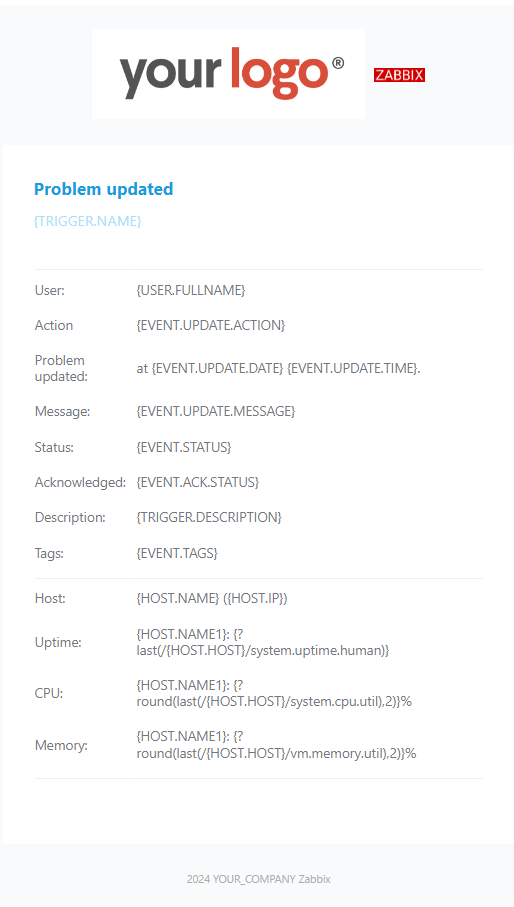 your logo® ZABBIX
Problem updated
{TRIGGER.NAME}
User: {USER.FULLNAME}
Action {EVENT.UPDATE.ACTION}
Problem
updated: at {EVENT.UPDATE.DATE} {EVENT.UPDATE.TIME}.
Message: {EVENT.UPDATE.MESSAGE}
Status: {EVENT.STATUS}
Acknowledged: {EVENT.ACK.STATUS}
Description: {TRIGGER.DESCRIPTION}
Tags: {EVENT.TAGS}
Host: {HOST.NAME} ({HOST.IP})
Uptime: {HOST.NAME1}: {?
last(/{HOST.HOST}/system.uptime.human)}
CPU: {HOST.NAME1}: {?
round(last(/{HOST.HOST}/system.cpu.util),2)}%
Memory: {HOST.NAME1}: {?
round(last(/{HOST.HOST}/vm.memory.util),2)}%
2024 YOUR_COMPANY Zabbix